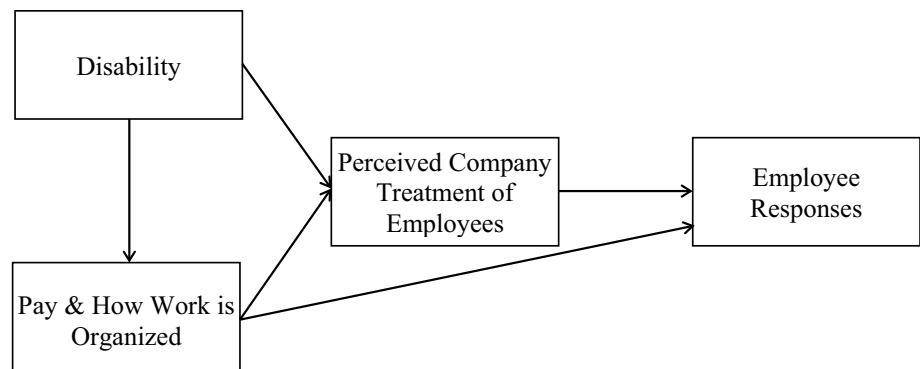 Disability
Perceived Company
Treatment of
Employees
Employee
Responses
Pay & How Work is
Organized